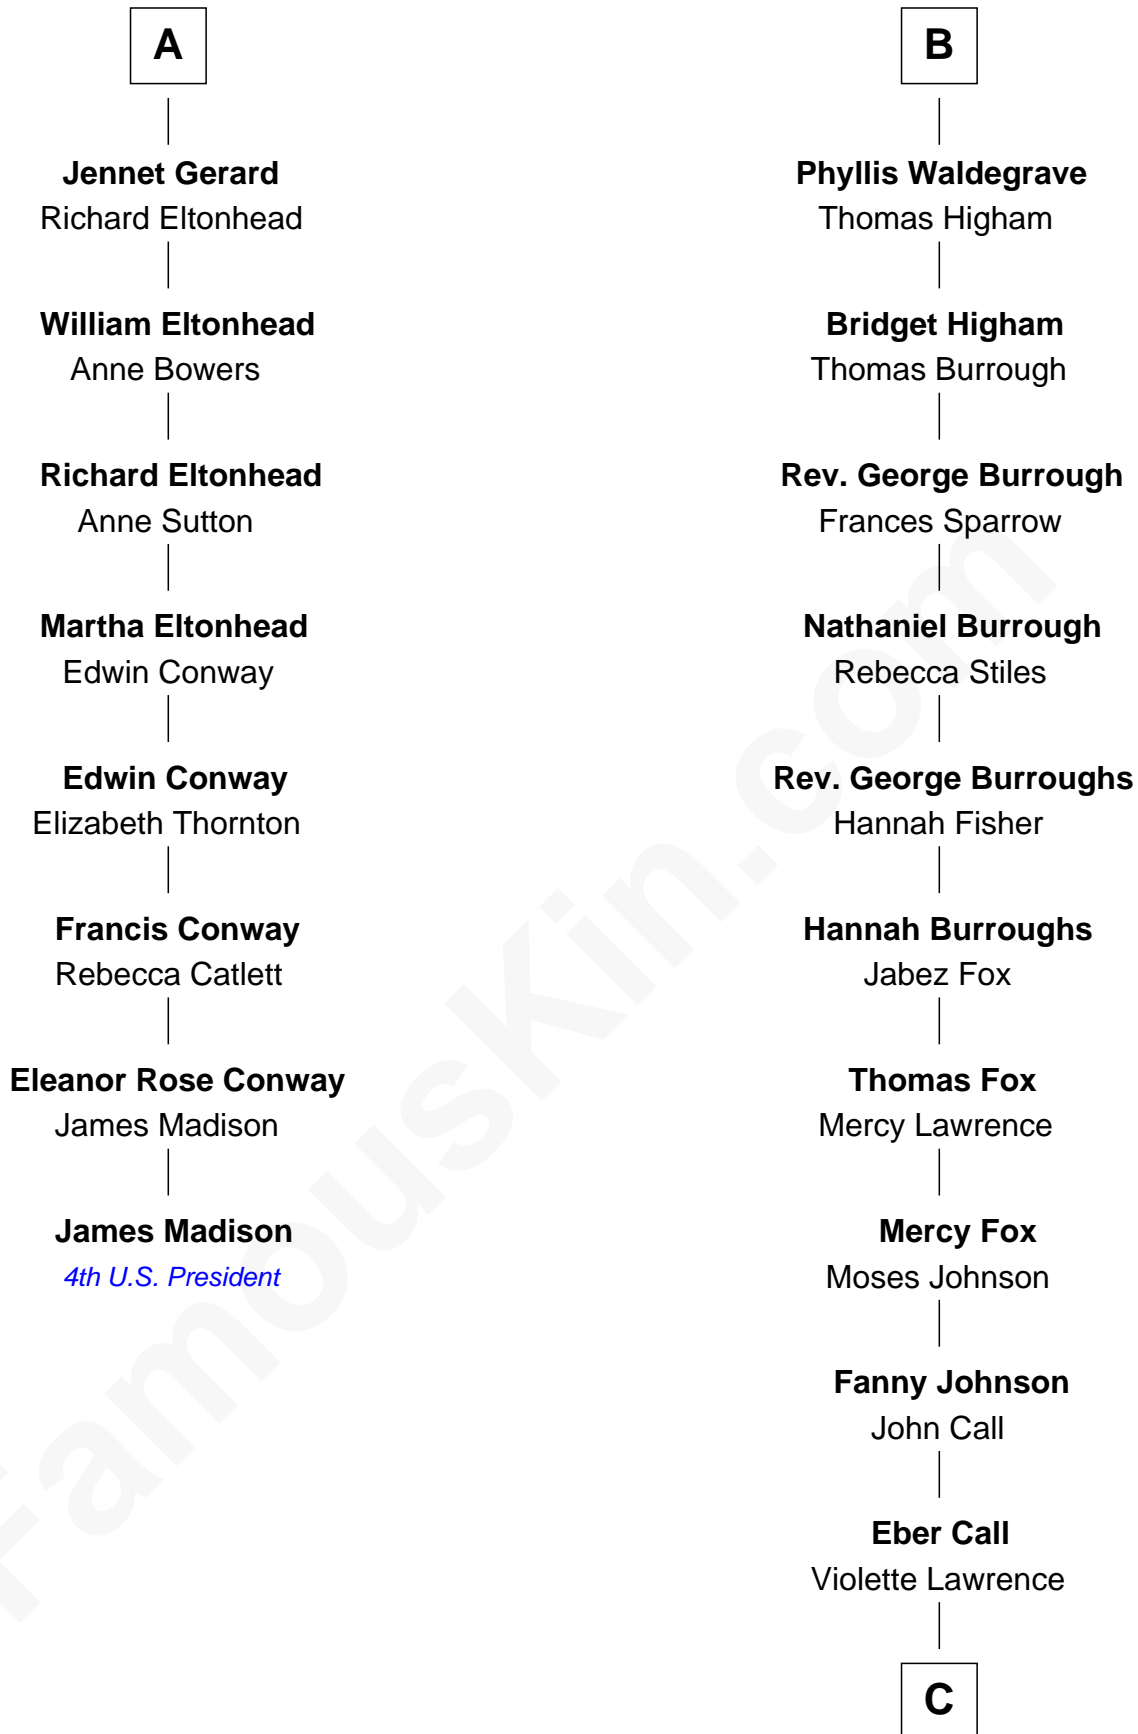 A
Jennet Gerard
Richard Eltonhead
William Eltonhead
Anne Bowers
Richard Eltonhead
Anne Sutton
Martha Eltonhead
Edwin Conway
Edwin Conway
Elizabeth Thornton
Francis Conway
Rebecca Catlett
Eleanor Rose Conway
James Madison
James Madison
4th U.S. President
B
Phyllis Waldegrave
Thomas Higham
Bridget Higham
Thomas Burrough
Rev. George Burrough
Frances Sparrow
Nathaniel Burrough
Rebecca Stiles
Rev. George Burroughs
Hannah Fisher
Hannah Burroughs
Jabez Fox
Thomas Fox
Mercy Lawrence
Mercy Fox
Moses Johnson
Fanny Johnson
John Call
Eber Call
Violette Lawrence
C
FamousKin.com